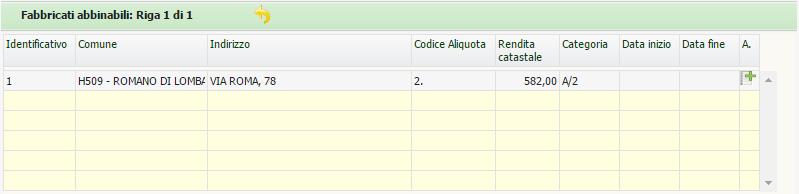 Fabbricati abbinabili: Riga 1 di 1
Identificativo Comune Indirizzo Codice Aliquota Rendita catastale Categoria Data inizio Data fine A.
1 H509 - ROMANO DI LOMBA VIA ROMA, 78 2. 582,00 A/2